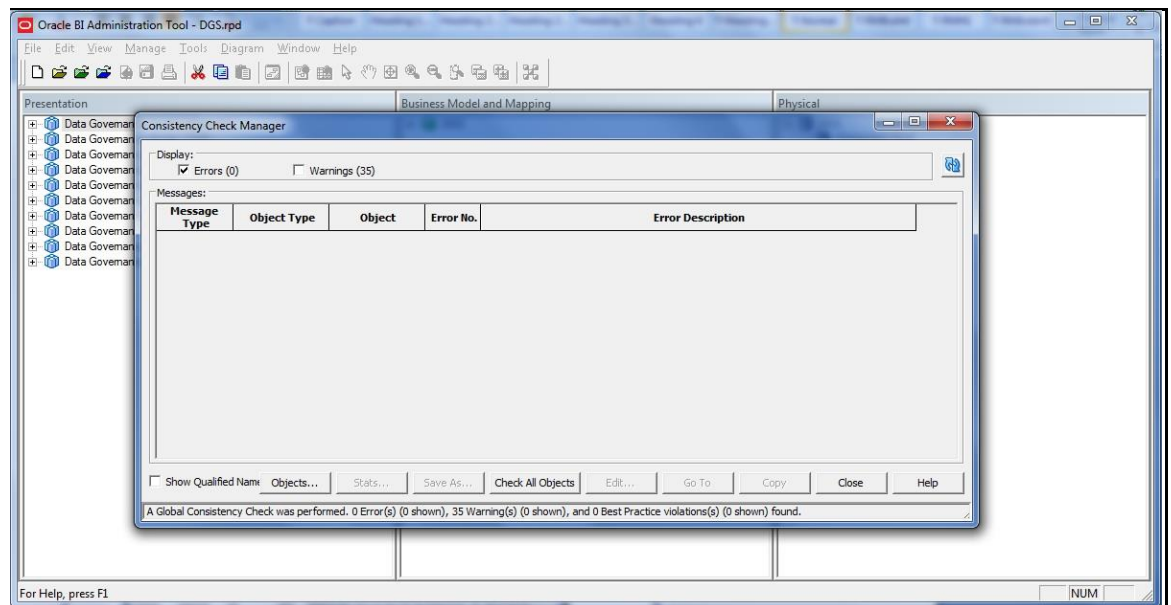 Oracle BI Administration Tool - DGS.rpd
File Edit View Manage Tools Diagram Window Help
Presentation
Business Model and Mapping
Physical
Data Governan
Data Governan
Data Governan
Data Governan
Data Governan
Data Governan
Data Governan
Data Governan
Data Governan
Data Governan
Consistency Check Manager
Display:
Errors (0)
Warnings (35)
Messages:
Message Type
Object Type
Object
Error No.
Error Description
Show Qualified Name
Objects...
Stats...
Save As...
Check All Objects
Edit...
Go To
Copy
Close
Help
A Global Consistency Check was performed. 0 Error(s) (0 shown), 35 Warning(s) (0 shown), and 0 Best Practice violations(s) (0 shown) found.
For Help, press F1
NUM